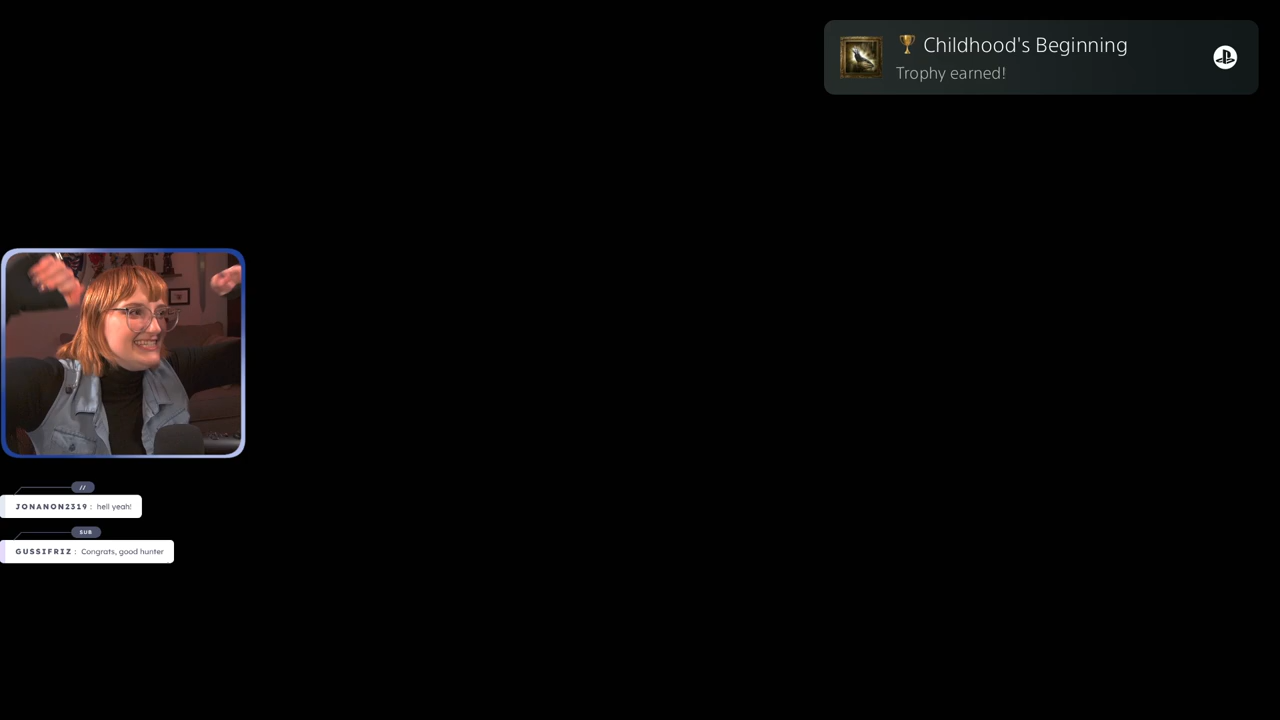 Childhood's Beginning
Trophy earned!
//
JONANON2319 : hell yeah!
SUB
GUSSIFRIZ : Congrats, good hunter